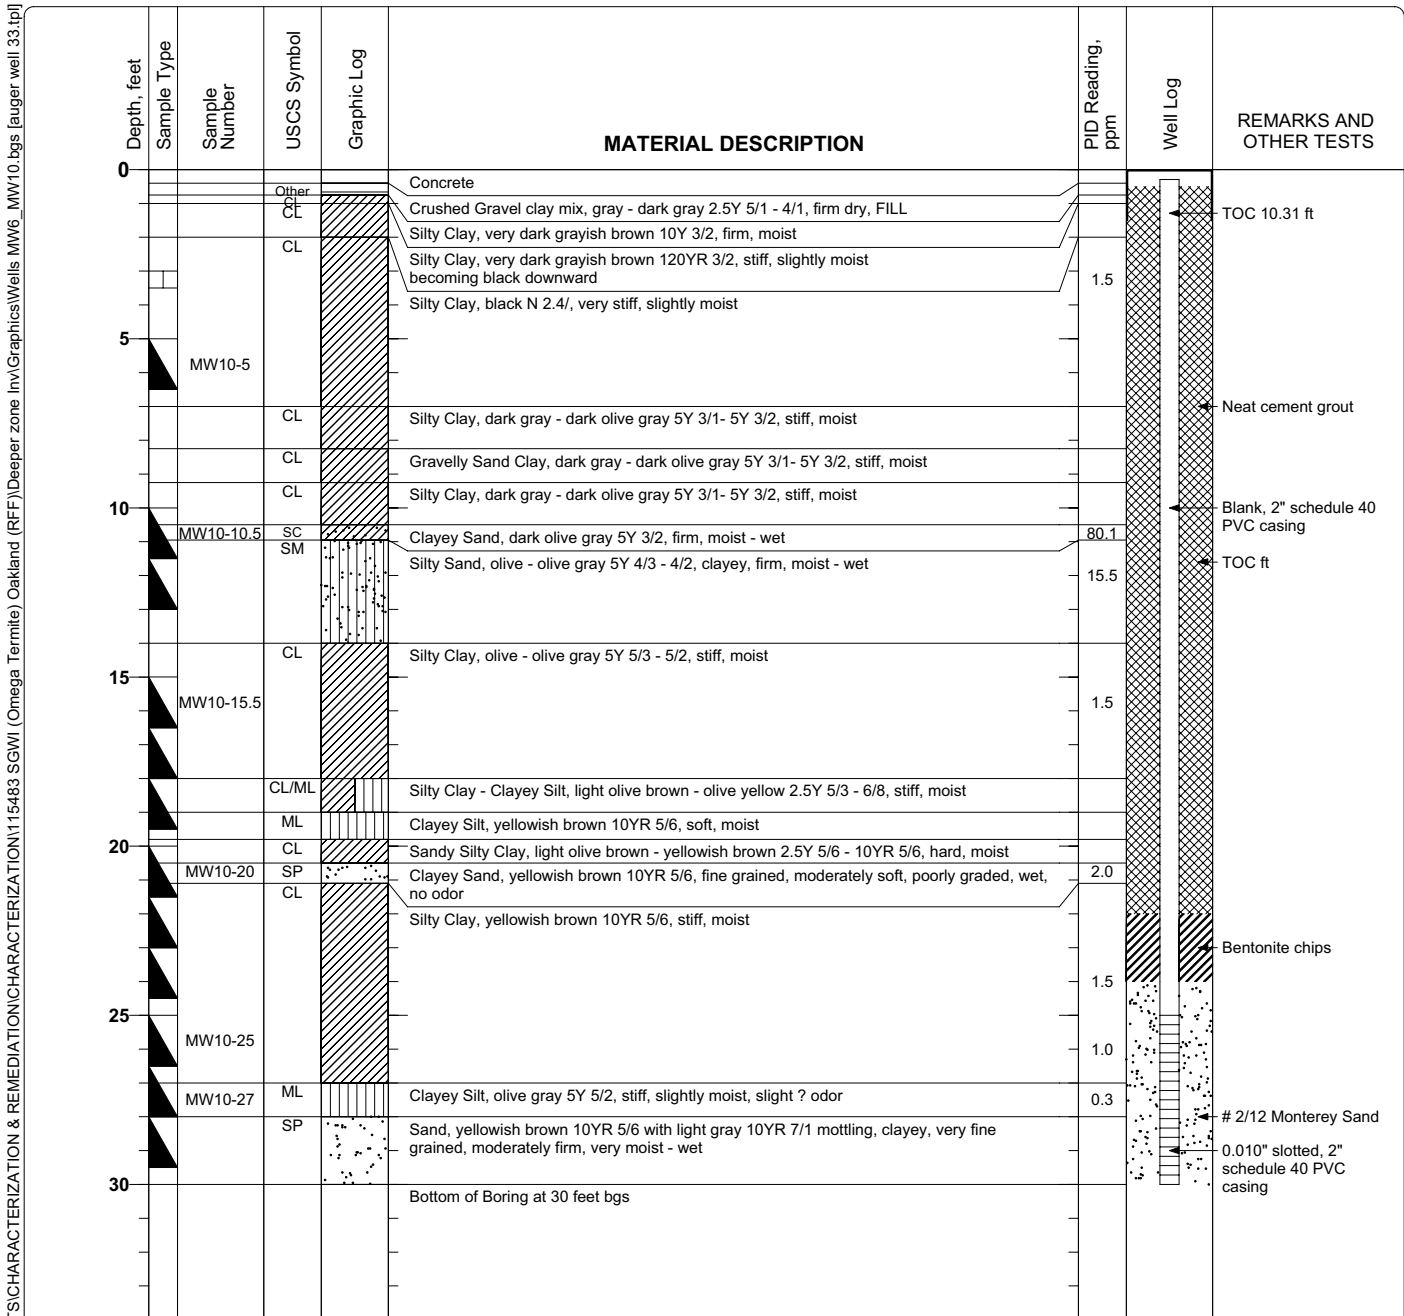 TS\CHARACTERIZATION & REMEDIATION\CHARACTERIZATION\115483 SGWI (Omega Termite) Oakland (RFF)\Deeper zone Inv\Graphics\Wells MW6_MW10.bgs [auger well 33.tpl]
Depth, feet
Sample Type
Sample
Number
USCS Symbol
Graphic Log
MATERIAL DESCRIPTION
PID Reading,
ppm
Well Log
REMARKS AND
OTHER TESTS
0
Concrete
Other
CL
Crushed Gravel clay mix, gray - dark gray 2.5Y 5/1 - 4/1, firm dry, FILL
TOC 10.31 ft
CL
Silty Clay, very dark grayish brown 10Y 3/2, firm, moist
CL
Silty Clay, very dark grayish brown 120YR 3/2, stiff, slightly moist
becoming black downward
1.5
Silty Clay, black N 2.4/, very stiff, slightly moist
5
MW10-5
CL
Silty Clay, dark gray - dark olive gray 5Y 3/1- 5Y 3/2, stiff, moist
Neat cement grout
CL
Gravelly Sand Clay, dark gray - dark olive gray 5Y 3/1- 5Y 3/2, stiff, moist
CL
Silty Clay, dark gray - dark olive gray 5Y 3/1- 5Y 3/2, stiff, moist
10
Blank, 2" schedule 40
PVC casing
MW10-10.5
SC
Clayey Sand, dark olive gray 5Y 3/2, firm, moist - wet
80.1
SM
Silty Sand, olive - olive gray 5Y 4/3 - 4/2, clayey, firm, moist - wet
15.5
TOC ft
CL
Silty Clay, olive - olive gray 5Y 5/3 - 5/2, stiff, moist
15
MW10-15.5
1.5
CL/ML
Silty Clay - Clayey Silt, light olive brown - olive yellow 2.5Y 5/3 - 6/8, stiff, moist
ML
Clayey Silt, yellowish brown 10YR 5/6, soft, moist
20
CL
Sandy Silty Clay, light olive brown - yellowish brown 2.5Y 5/6 - 10YR 5/6, hard, moist
MW10-20
SP
Clayey Sand, yellowish brown 10YR 5/6, fine grained, moderately soft, poorly graded, wet,
no odor
2.0
CL
Silty Clay, yellowish brown 10YR 5/6, stiff, moist
Bentonite chips
1.5
25
MW10-25
1.0
MW10-27
ML
Clayey Silt, olive gray 5Y 5/2, stiff, slightly moist, slight ? odor
0.3
# 2/12 Monterey Sand
SP
Sand, yellowish brown 10YR 5/6 with light gray 10YR 7/1 mottling, clayey, very fine
grained, moderately firm, very moist - wet
0.010" slotted, 2"
schedule 40 PVC
casing
30
Bottom of Boring at 30 feet bgs